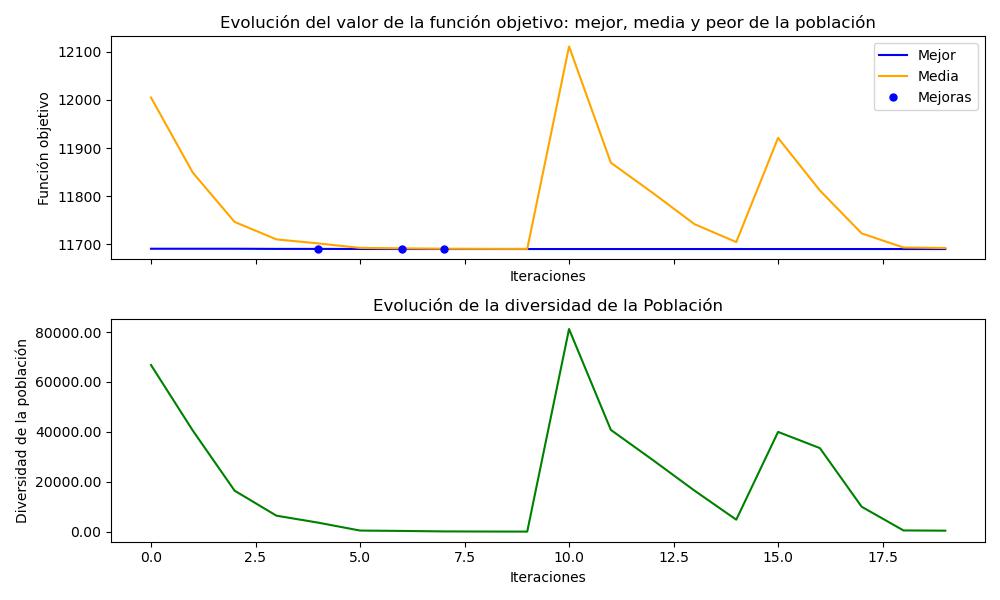 Evolución del valor de la función objetivo: mejor, media y peor de la población
12100
12000
11900
11800
11700
Función objetivo
Mejor
Media
Mejoras
Iteraciones
Evolución de la diversidad de la Población
80000.00
60000.00
40000.00
20000.00
0.00
Diversidad de la población
0.0 2.5 5.0 7.5 10.0 12.5 15.0 17.5
Iteraciones